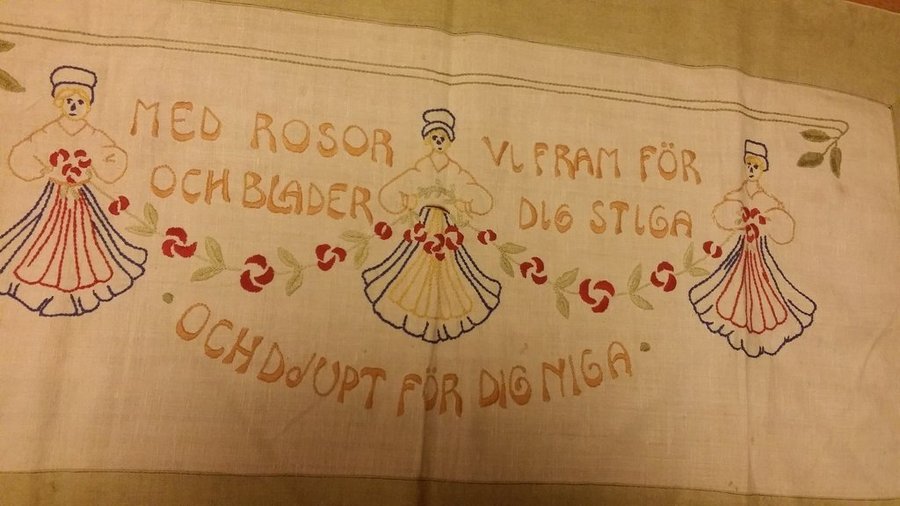 MED ROSOR
OCH BLADER
VI FRAM FÖR
DIG STIGA
OCH DJUPT FÖR DIG NIGA